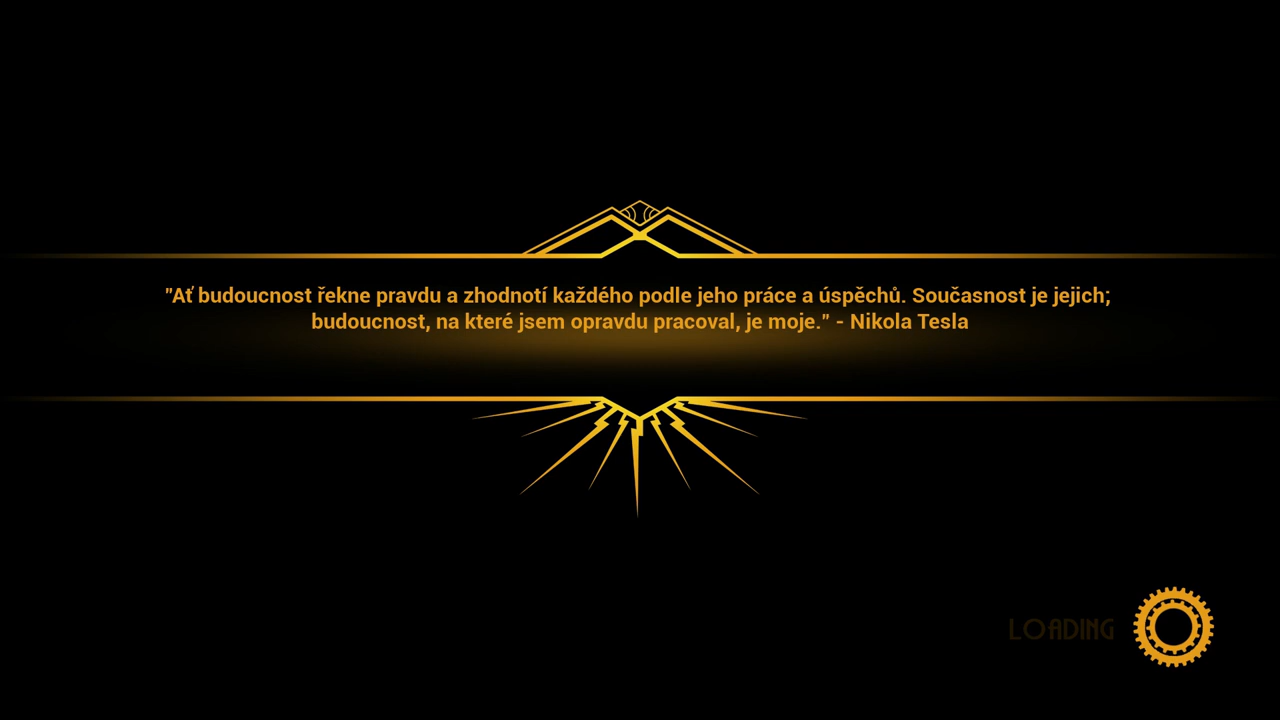 "Ať budoucnost řekne pravdu a zhodnotí každého podle jeho práce a úspěchů. Současnost je jejich;
budoucnost, na které jsem opravdu pracoval, je moje." - Nikola Tesla
LOADING